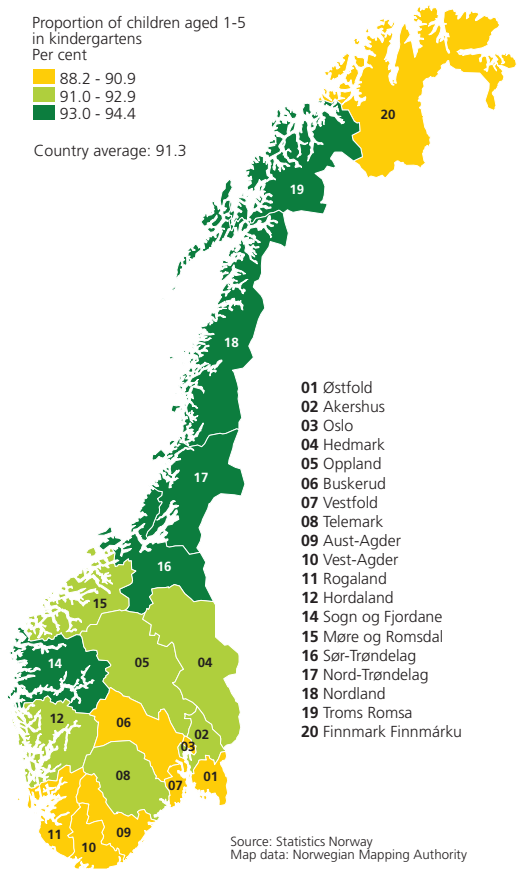 Proportion of children aged 1-5
in kindergartens
Per cent
88.2 - 90.9
91.0 - 92.9
93.0 - 94.4
Country average: 91.3
20
19
18
17
16
15
14
05
04
12
06
02
03
01
08
07
11
10
09
01 Østfold
02 Akershus
03 Oslo
04 Hedmark
05 Oppland
06 Buskerud
07 Vestfold
08 Telemark
09 Aust-Agder
10 Vest-Agder
11 Rogaland
12 Hordaland
14 Sogn og Fjordane
15 Møre og Romsdal
16 Sør-Trøndelag
17 Nord-Trøndelag
18 Nordland
19 Troms Romsa
20 Finnmark Finnmárku
Source: Statistics Norway
Map data: Norwegian Mapping Authority